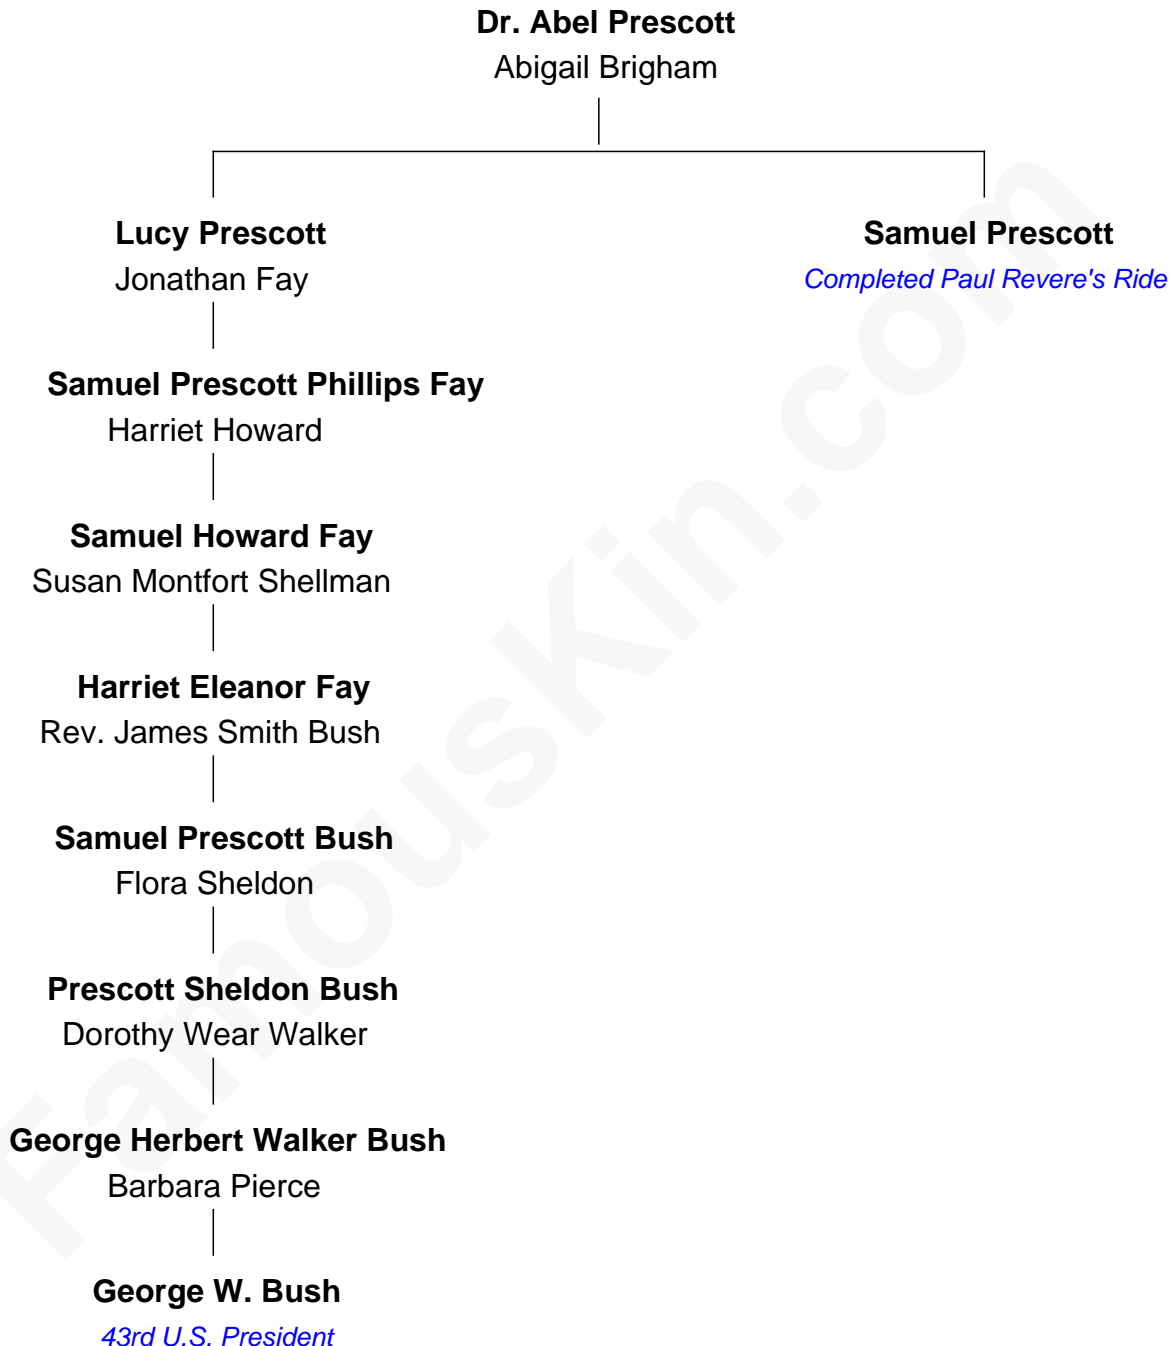 Dr. Abel Prescott
Abigail Brigham
Lucy Prescott
Jonathan Fay
Samuel Prescott
Completed Paul Revere's Ride
Samuel Prescott Phillips Fay
Harriet Howard
Samuel Howard Fay
Susan Montfort Shellman
Harriet Eleanor Fay
Rev. James Smith Bush
Samuel Prescott Bush
Flora Sheldon
Prescott Sheldon Bush
Dorothy Wear Walker
George Herbert Walker Bush
Barbara Pierce
George W. Bush
43rd U.S. President
FamousKin.com